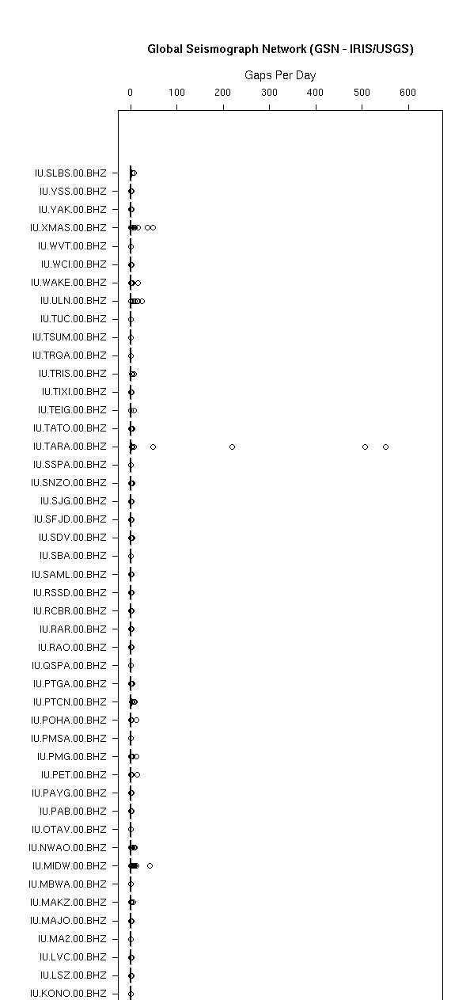 Global Seismograph Network (GSN - IRIS/USGS)
Gaps Per Day
0 100 200 300 400 500 600
IU.SLBS.00.BHZ
IU.YSS.00.BHZ
IU.YAK.00.BHZ
IU.XMAS.00.BHZ
IU.WVT.00.BHZ
IU.WCI.00.BHZ
IU.WAKE.00.BHZ
IU.ULN.00.BHZ
IU.TUC.00.BHZ
IU.TSUM.00.BHZ
IU.TRQA.00.BHZ
IU.TRIS.00.BHZ
IU.TIXI.00.BHZ
IU.TEIG.00.BHZ
IU.TATO.00.BHZ
IU.TARA.00.BHZ
IU.SSPA.00.BHZ
IU.SNZO.00.BHZ
IU.SJG.00.BHZ
IU.SFJD.00.BHZ
IU.SDV.00.BHZ
IU.SBA.00.BHZ
IU.SAML.00.BHZ
IU.RSSD.00.BHZ
IU.RCBR.00.BHZ
IU.RAR.00.BHZ
IU.RAO.00.BHZ
IU.QSPA.00.BHZ
IU.PTGA.00.BHZ
IU.PTCN.00.BHZ
IU.POHA.00.BHZ
IU.PMSA.00.BHZ
IU.PMG.00.BHZ
IU.PET.00.BHZ
IU.PAYG.00.BHZ
IU.PAB.00.BHZ
IU.OTAV.00.BHZ
IU.NWAO.00.BHZ
IU.MIDW.00.BHZ
IU.MBWA.00.BHZ
IU.MAKZ.00.BHZ
IU.MAJO.00.BHZ
IU.MA2.00.BHZ
IU.LVC.00.BHZ
IU.LSZ.00.BHZ
IU.KONO.00.BHZ